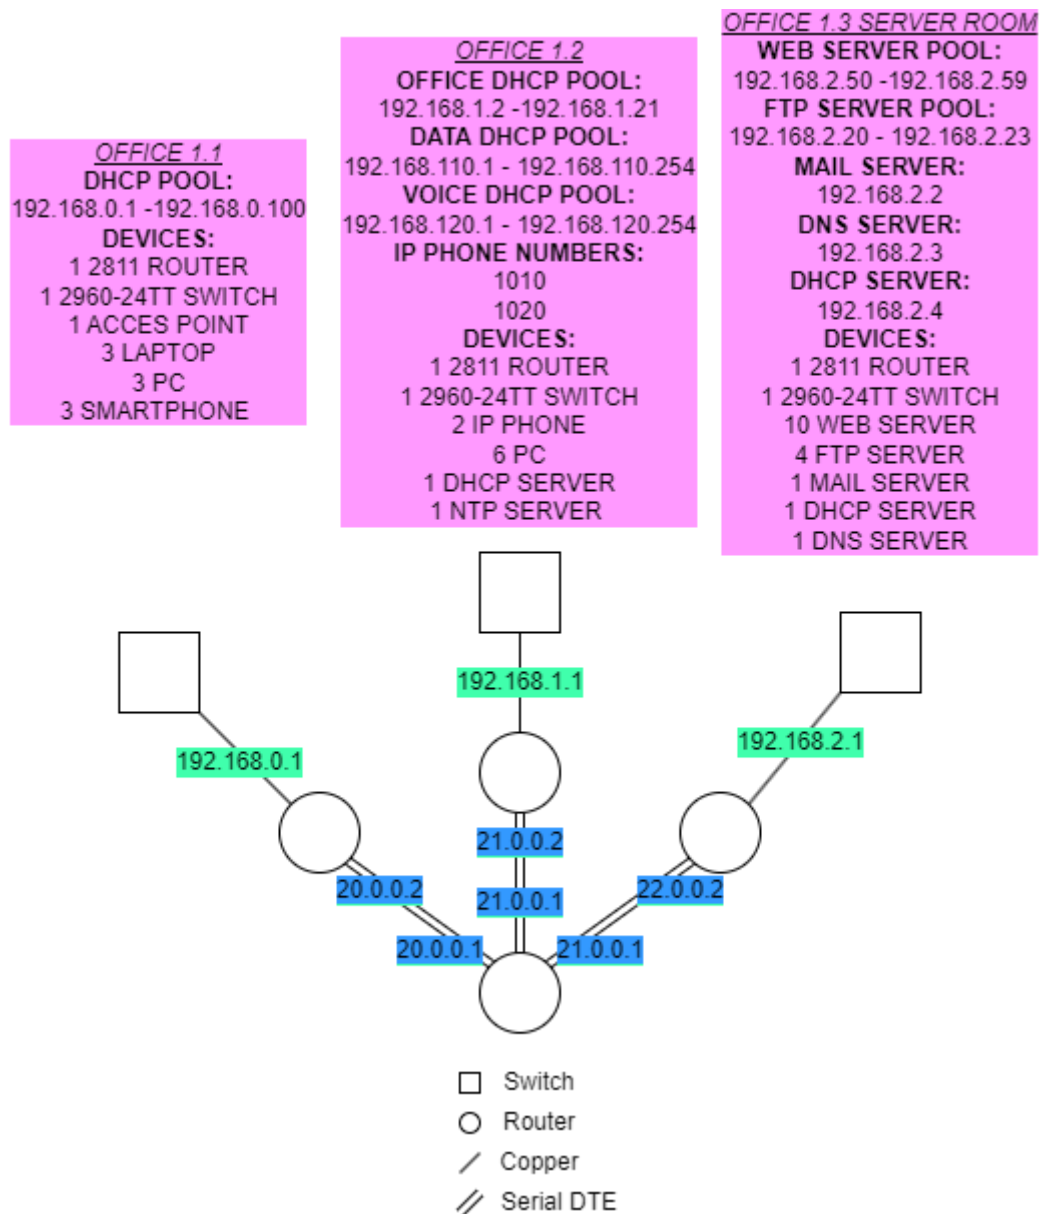 OFFICE 1.1
DHCP POOL:
192.168.0.1 -192.168.0.100
DEVICES:
1 2811 ROUTER
1 2960-24TT SWITCH
1 ACCES POINT
3 LAPTOP
3 PC
3 SMARTPHONE
OFFICE 1.2
OFFICE DHCP POOL:
192.168.1.2 -192.168.1.21
DATA DHCP POOL:
192.168.110.1 - 192.168.110.254
VOICE DHCP POOL:
192.168.120.1 - 192.168.120.254
IP PHONE NUMBERS:
1010
1020
DEVICES:
1 2811 ROUTER
1 2960-24TT SWITCH
2 IP PHONE
6 PC
1 DHCP SERVER
1 NTP SERVER
OFFICE 1.3 SERVER ROOM
WEB SERVER POOL:
192.168.2.50 -192.168.2.59
FTP SERVER POOL:
192.168.2.20 - 192.168.2.23
MAIL SERVER:
192.168.2.2
DNS SERVER:
192.168.2.3
DHCP SERVER:
192.168.2.4
DEVICES:
1 2811 ROUTER
1 2960-24TT SWITCH
10 WEB SERVER
4 FTP SERVER
1 MAIL SERVER
1 DHCP SERVER
1 DNS SERVER
192.168.0.1
192.168.1.1
192.168.2.1
20.0.0.2
21.0.0.2
22.0.0.2
20.0.0.1
21.0.0.1
21.0.0.1
Switch
Router
Copper
Serial DTE